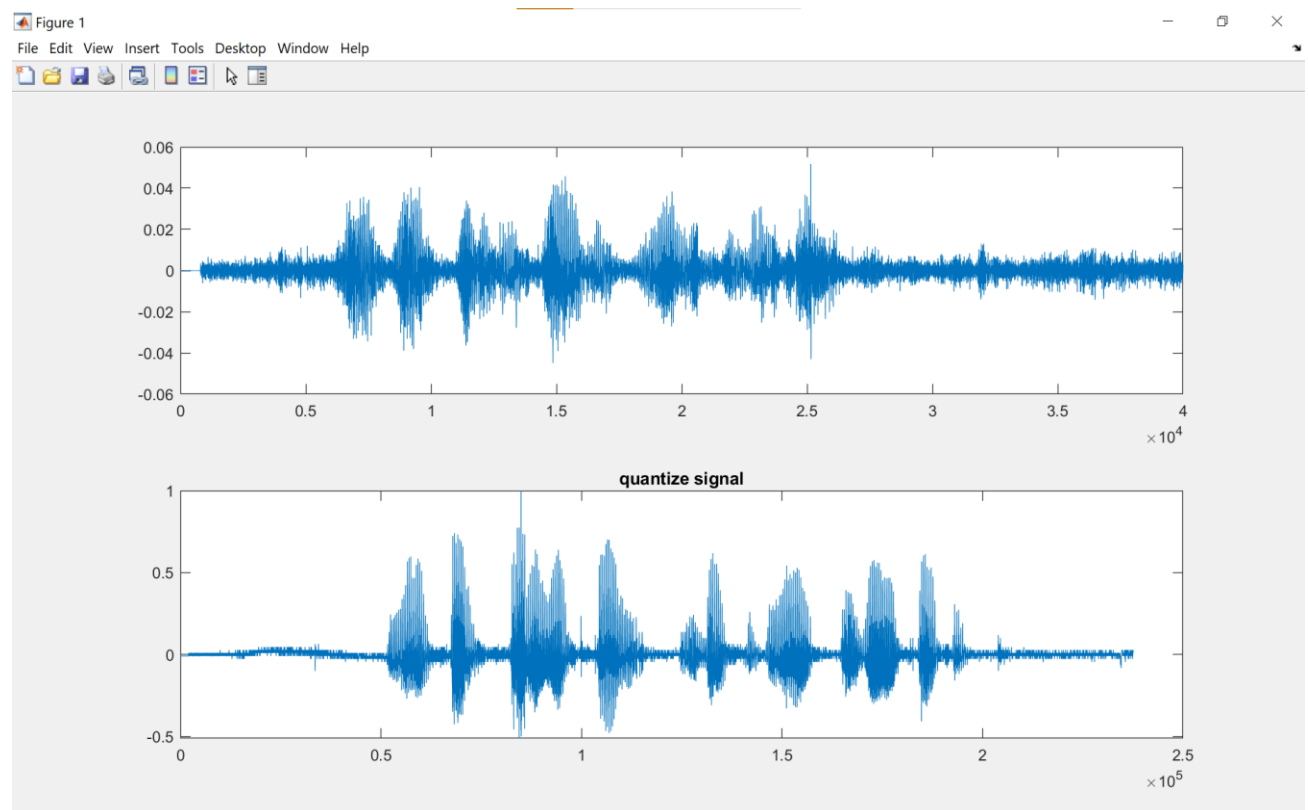 Figure 1
File Edit View Insert Tools Desktop Window Help
0.06
0.04
0.02
0
-0.02
-0.04
-0.06
0 0.5 1 1.5 2 2.5 3 3.5 4
×10⁴
quantize signal
1
0.5
0
-0.5
0 0.5 1 1.5 2 2.5
×10⁵